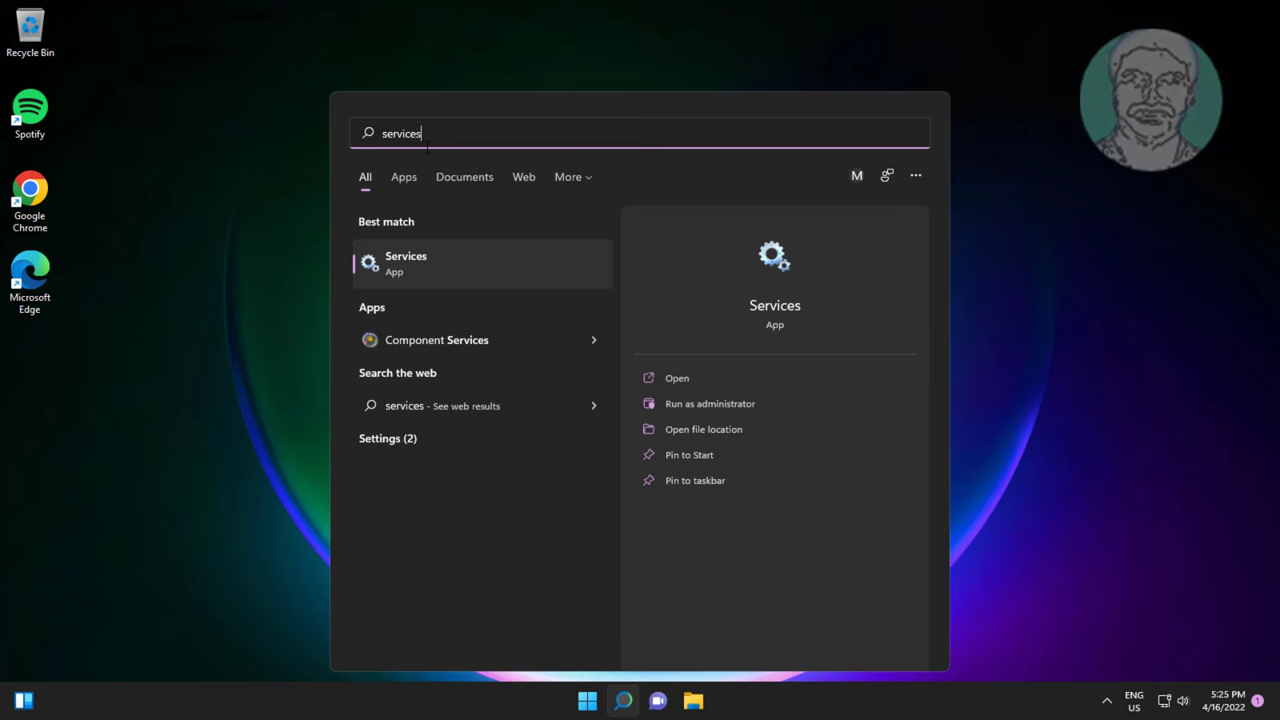 Recycle Bin
Spotify
Google
Chrome
Microsoft
Edge
services
All
Apps
Documents
Web
More
M
Best match
Services
App
Apps
Component Services
Search the web
services - See web results
Settings (2)
Services
App
Open
Run as administrator
Open file location
Pin to Start
Pin to taskbar
ENG
US
5:25 PM
4/16/2022
1